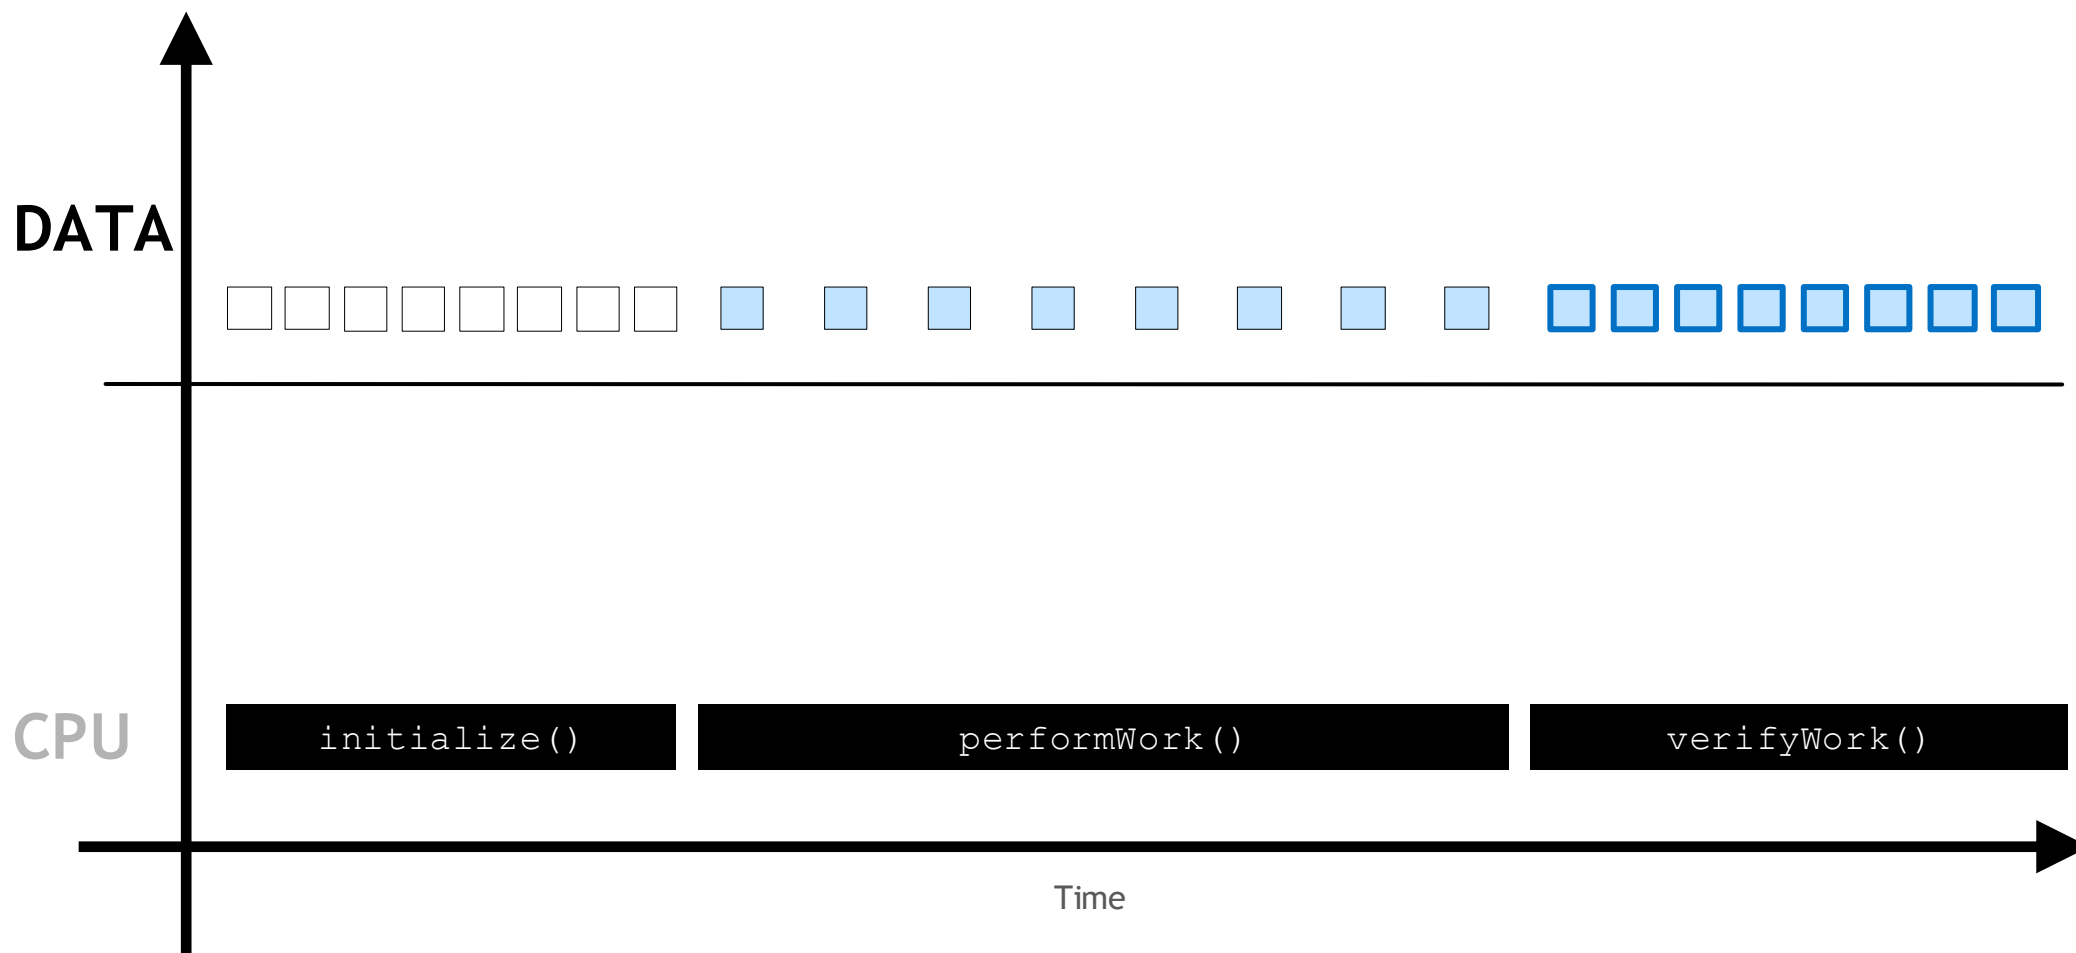 DATA
CPU
initialize()
performWork()
verifyWork()
Time